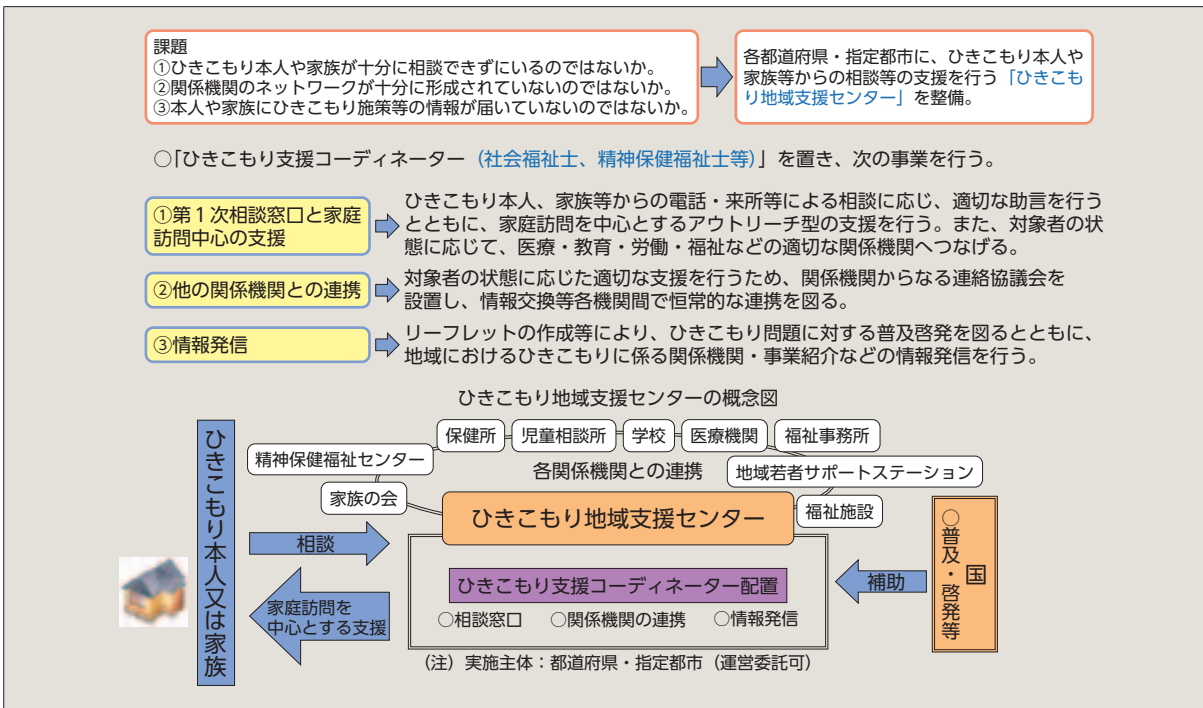 課題
①ひきこもり本人や家族が十分に相談できずにいるのではないか。
②関係機関のネットワークが十分に形成されていないのではないか。
③本人や家族にひきこもり施策等の情報が届いていないのではないか。
各都道府県・指定都市に、ひきこもり本人や
家族等からの相談等の支援を行う「ひきこも
り地域支援センター」を整備。
○「ひきこもり支援コーディネーター（社会福祉士、精神保健福祉士等）」を置き、次の事業を行う。
①第１次相談窓口と家庭
訪問中心の支援
ひきこもり本人、家族等からの電話・来所等による相談に応じ、適切な助言を行う
とともに、家庭訪問を中心とするアウトリーチ型の支援を行う。また、対象者の状
態に応じて、医療・教育・労働・福祉などの適切な関係機関へつなげる。
②他の関係機関との連携
対象者の状態に応じた適切な支援を行うため、関係機関からなる連絡協議会を
設置し、情報交換等各機関間で恒常的な連携を図る。
③情報発信
リーフレットの作成等により、ひきこもり問題に対する普及啓発を図るとともに、
地域におけるひきこもりに係る関係機関・事業紹介などの情報発信を行う。
ひきこもり地域支援センターの概念図
ひきこもり本人又は家族
保健所
児童相談所
学校
医療機関
福祉事務所
精神保健福祉センター
各関係機関との連携
地域若者サポートステーション
家族の会
ひきこもり地域支援センター
福祉施設
相談
ひきこもり支援コーディネーター配置
補助
国
○普及・啓発等
家庭訪問を
中心とする支援
○相談窓口
○関係機関の連携
○情報発信
（注）実施主体：都道府県・指定都市（運営委託可）